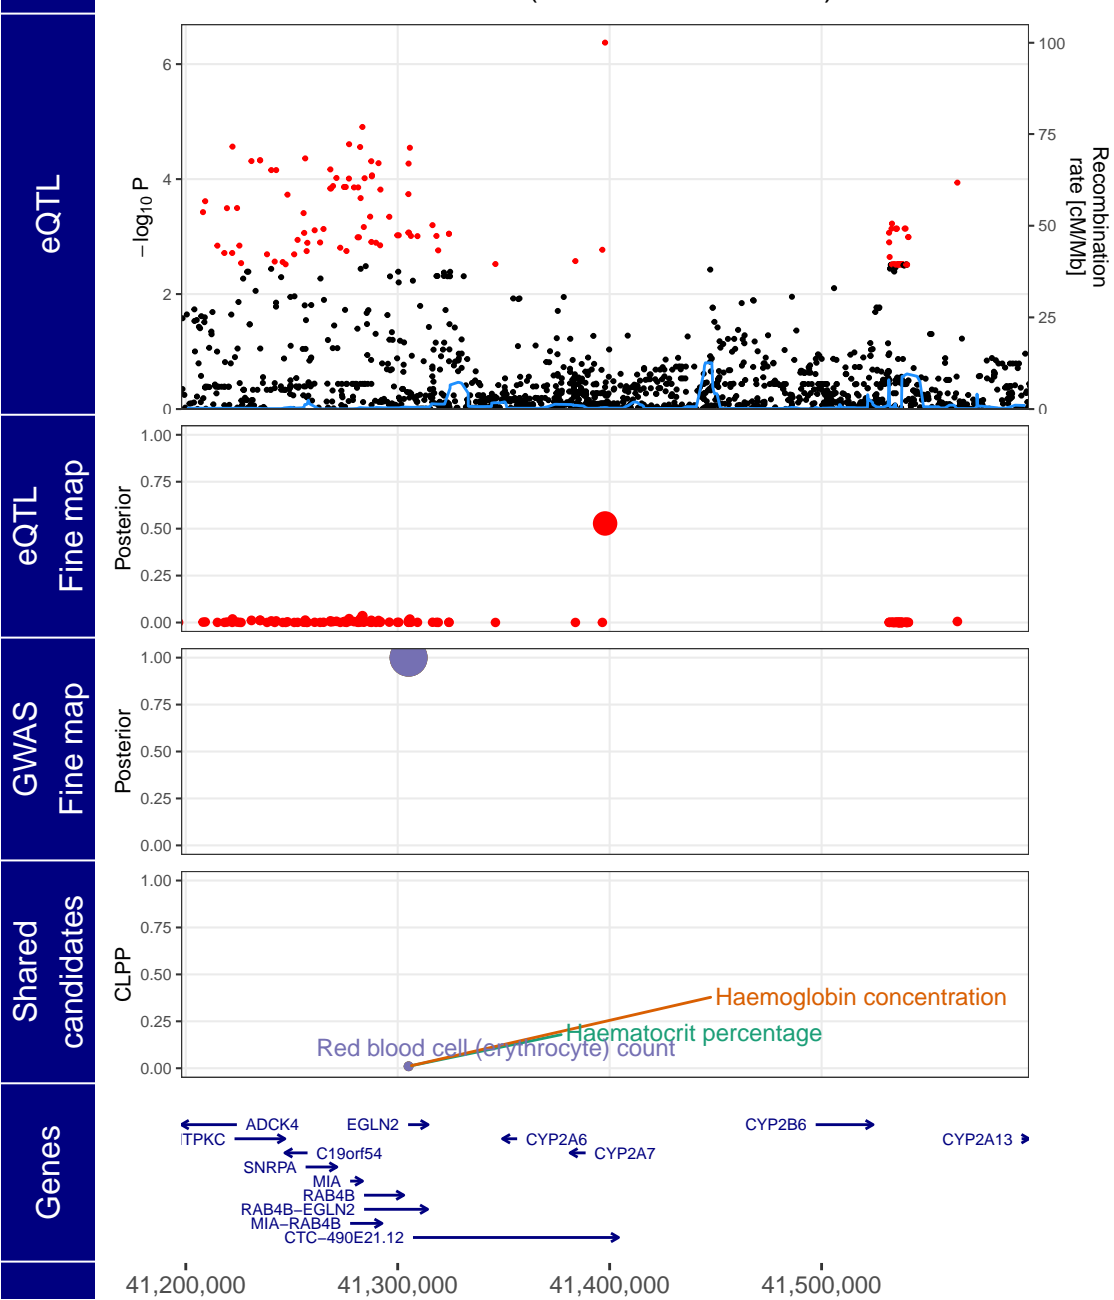 eQTL
−log10 P
6
4
2
0
100
75
50
25
0
Recombination
rate [cM/Mb]
eQTL
Fine map
Posterior
1.00
0.75
0.50
0.25
0.00
GWAS
Fine map
Posterior
1.00
0.75
0.50
0.25
0.00
Shared
candidates
CLPP
1.00
0.75
0.50
0.25
0.00
Haemoglobin concentration
Haematocrit percentage
Red blood cell (erythrocyte) count
Genes
ADCK4
EGLN2
CYP2B6
TPKC
CYP2A6
CYP2A13
C19orf54
CYP2A7
SNRPA
MIA
RAB4B
RAB4B−EGLN2
MIA−RAB4B
CTC−490E21.12
41,200,000
41,300,000
41,400,000
41,500,000